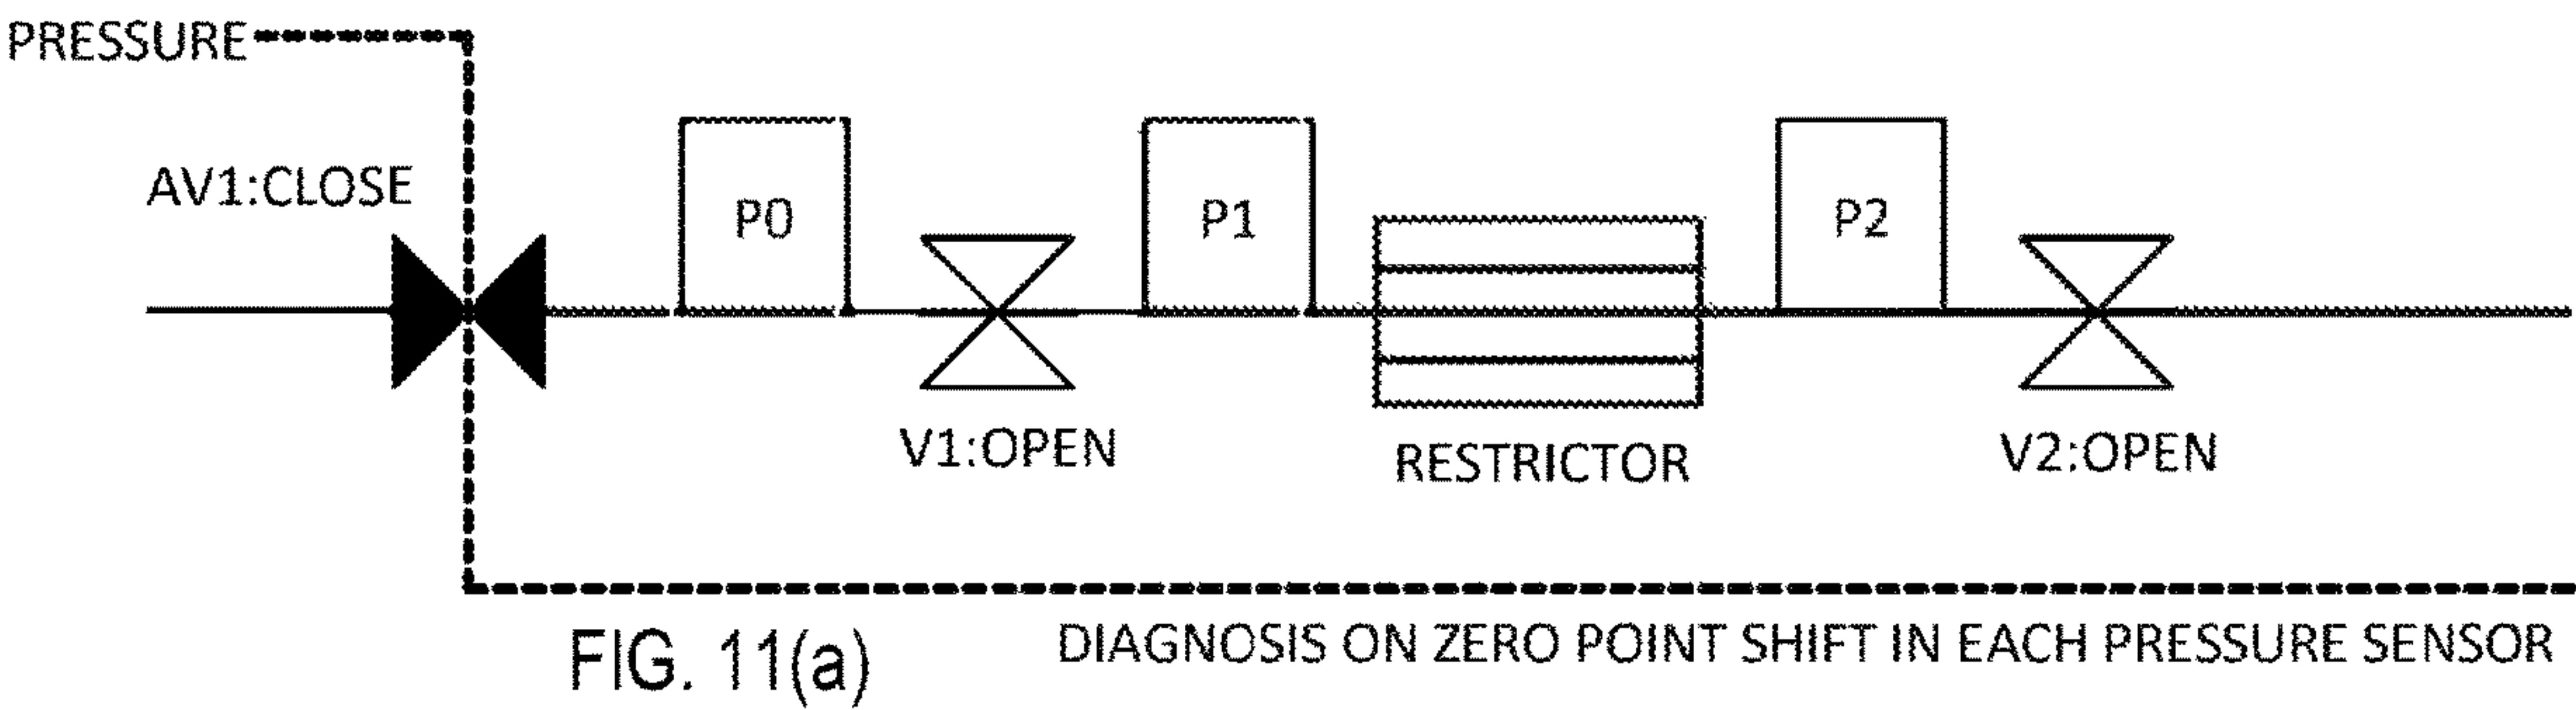 PRESSURE
AV1:CLOSE
P0
P1
P2
V1:OPEN
RESTRICTOR
V2:OPEN
FIG. 11(a)
DIAGNOSIS ON ZERO POINT SHIFT IN EACH PRESSURE SENSOR